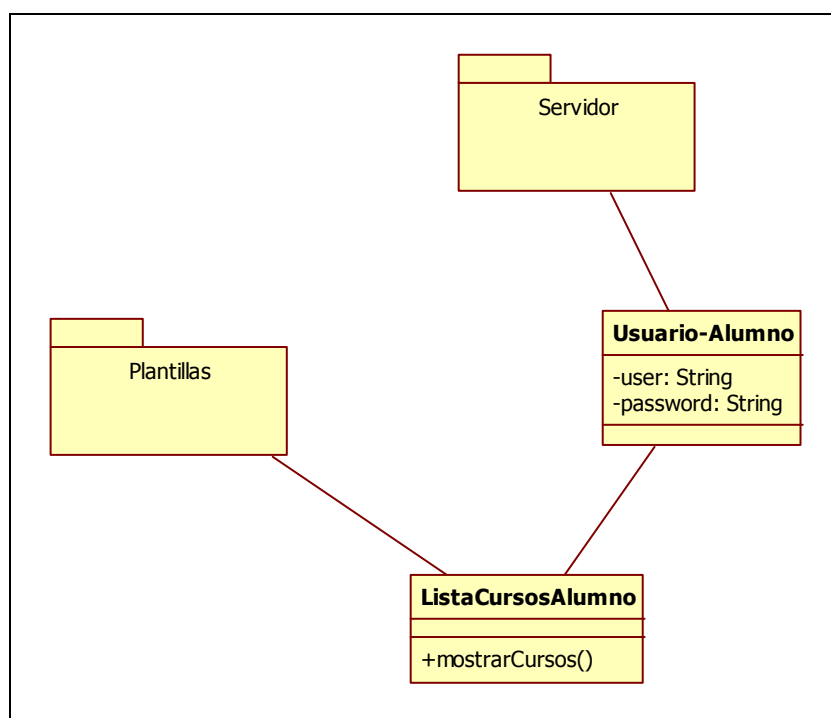 Servidor
Usuario-Alumno
-user: String
-password: String
Plantillas
ListaCursosAlumno
+mostrarCursos()